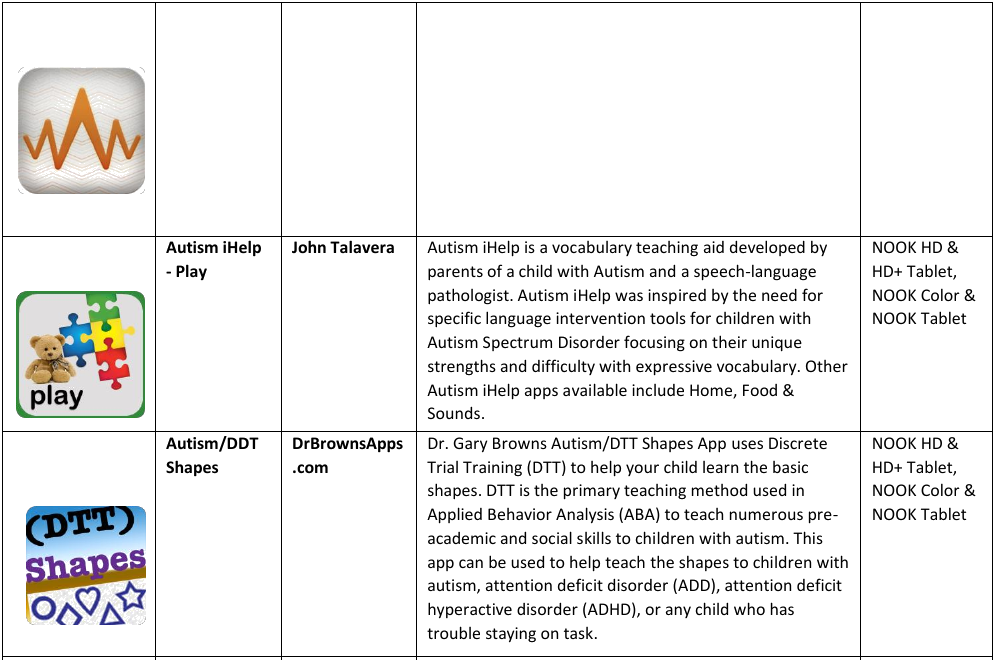 Autism iHelp
- Play
John Talavera
Autism iHelp is a vocabulary teaching aid developed by
parents of a child with Autism and a speech-language
pathologist. Autism iHelp was inspired by the need for
specific language intervention tools for children with
Autism Spectrum Disorder focusing on their unique
strengths and difficulty with expressive vocabulary. Other
Autism iHelp apps available include Home, Food &
Sounds.
NOOK HD &
HD+ Tablet,
NOOK Color &
NOOK Tablet
play
Autism/DDT
Shapes
DrBrownsApps
.com
Dr. Gary Browns Autism/DTT Shapes App uses Discrete
Trial Training (DTT) to help your child learn the basic
shapes. DTT is the primary teaching method used in
Applied Behavior Analysis (ABA) to teach numerous pre-
academic and social skills to children with autism. This
app can be used to help teach the shapes to children with
autism, attention deficit disorder (ADD), attention deficit
hyperactive disorder (ADHD), or any child who has
trouble staying on task.
NOOK HD &
HD+ Tablet,
NOOK Color &
NOOK Tablet
(DTT)
Shapes